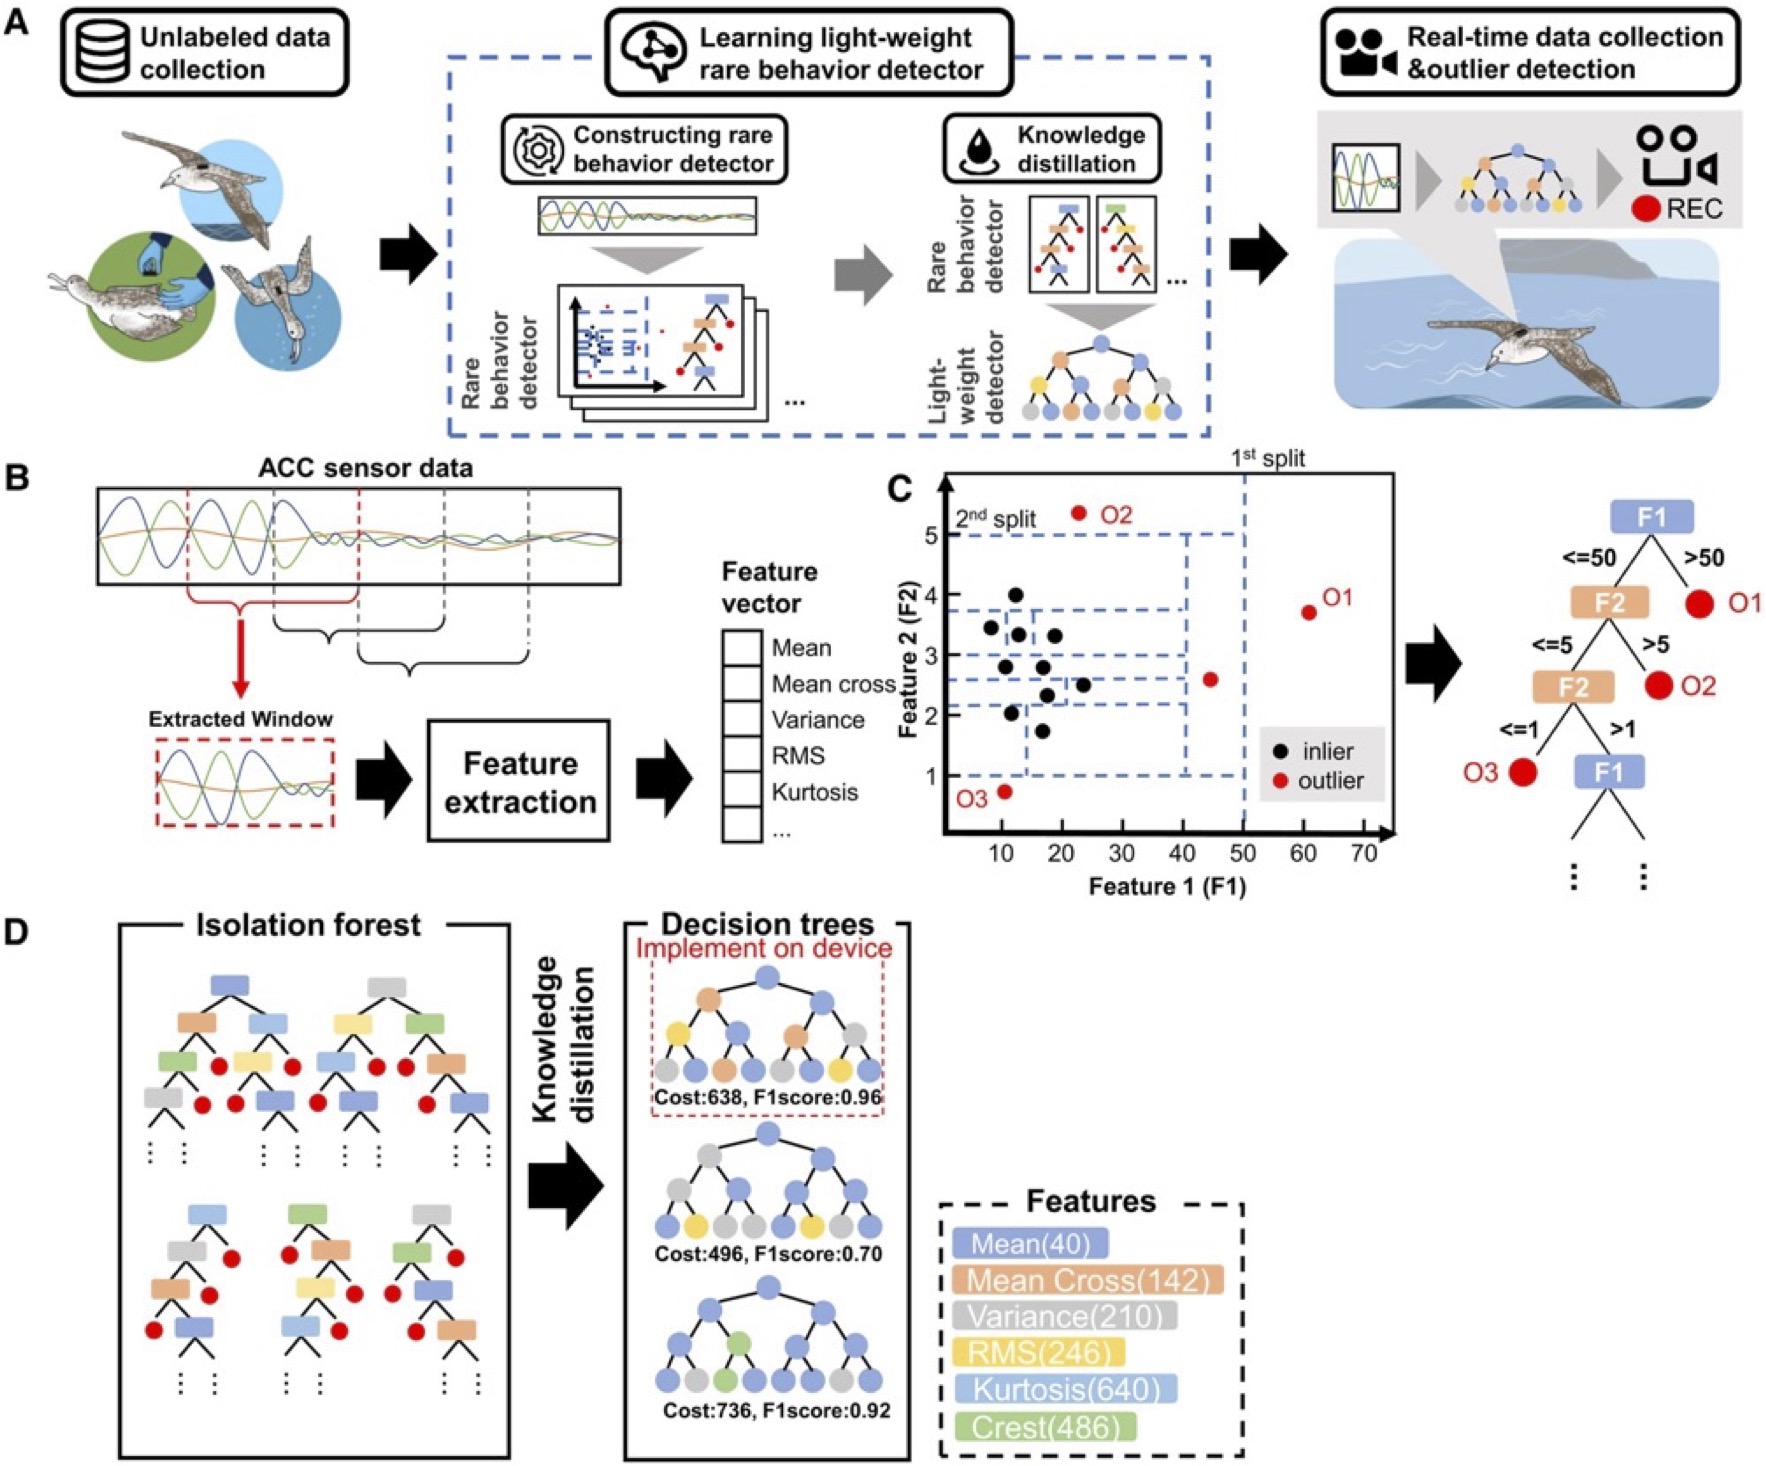 A
Unlabeled data
collection
Learning light-weight
rare behavior detector
Real-time data collection
&outlier detection
Constructing rare
behavior detector
Knowledge
distillation
Rare
behavior
detector
...
Rare
behavior
detector
...
Light-
weight
detector
REC
B
ACC sensor data
Extracted Window
Feature
extraction
Feature
vector
Mean
Mean cross
Variance
RMS
Kurtosis
...
C
1st split
2nd split
O2
O1
O3
5
4
3
2
1
Feature 2 (F2)
inlier
outlier
10 20 30 40 50 60 70
Feature 1 (F1)
F1
<=50 >50
F2 O1
<=5 >5
F2 O2
<=1 >1
O3 F1
D
Isolation forest
Knowledge
distillation
Decision trees
Implement on device
Cost:638, F1score:0.96
Cost:496, F1score:0.70
Cost:736, F1score:0.92
Features
Mean(40)
Mean Cross(142)
Variance(210)
RMS(246)
Kurtosis(640)
Crest(486)